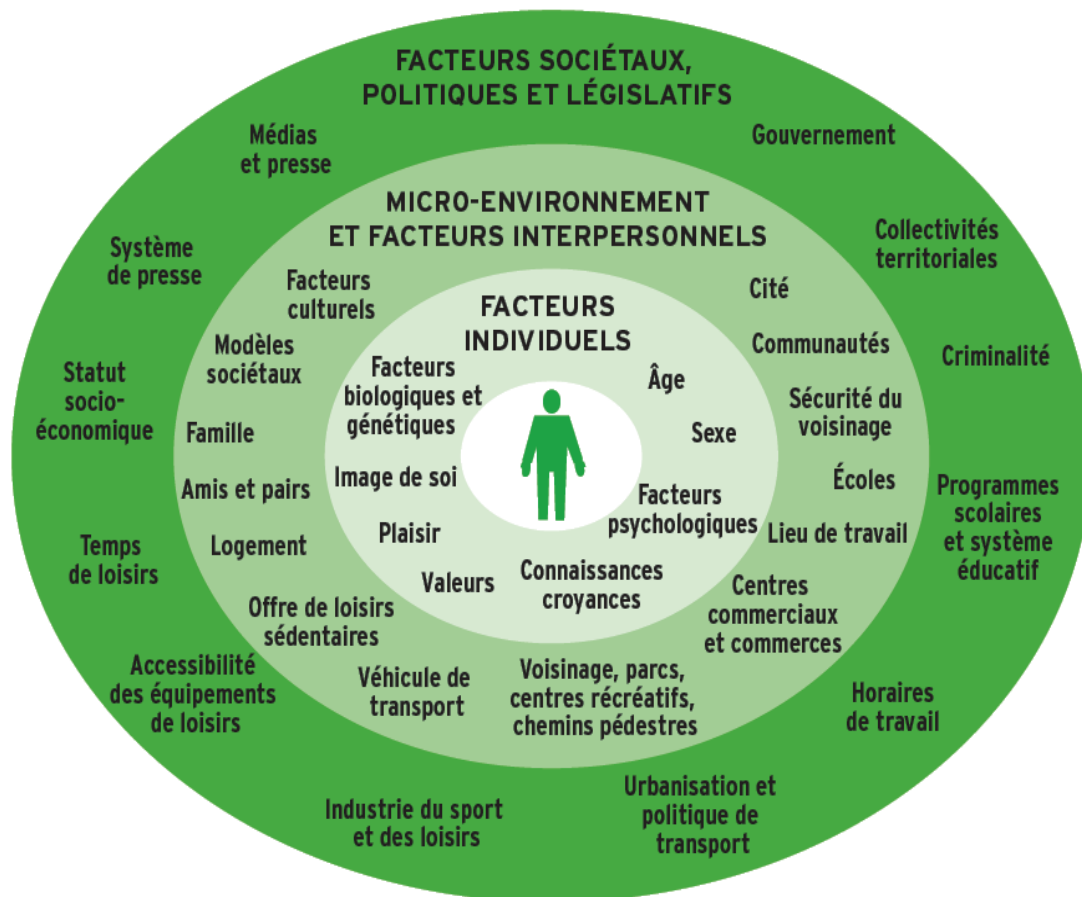 FACTEURS SOCIÉTAUX,
POLITIQUES ET LÉGISLATIFS
Médias
et presse
Gouvernement
Système
de presse
Collectivités
territoriales
Statut
socio-
économique
Criminalité
Temps
de loisirs
Programmes
scolaires
et système
éducatif
Accessibilité
des équipements
de loisirs
Horaires
de travail
Industrie du sport
et des loisirs
Urbanisation et
politique de
transport
MICRO-ENVIRONNEMENT
ET FACTEURS INTERPERSONNELS
Facteurs
culturels
Cité
Modèles
sociétaux
Communautés
Famille
Sécurité du
voisinage
Amis et pairs
Écoles
Logement
Lieu de travail
Offre de loisirs
sédentaires
Centres
commerciaux
et commerces
Véhicule de
transport
Voisinage, parcs,
centres récréatifs,
chemins pédestres
FACTEURS
INDIVIDUELS
Facteurs
biologiques et
génétiques
Âge
Sexe
Image de soi
Facteurs
psychologiques
Plaisir
Valeurs
Connaissances
croyances